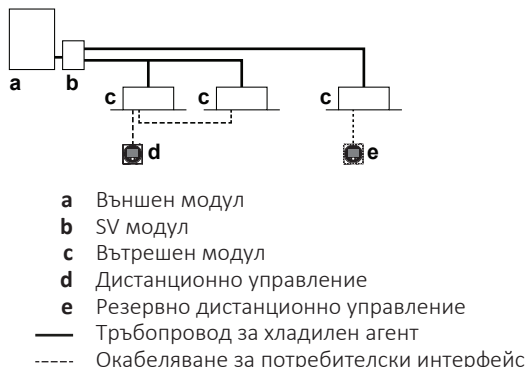 a b
c c c
d e
a Външен модул
b SV модул
c Вътрешен модул
d Дистанционно управление
e Резервно дистанционно управление
Тръбопровод за хладилен агент
Окабеляване за потребителски интерфейс